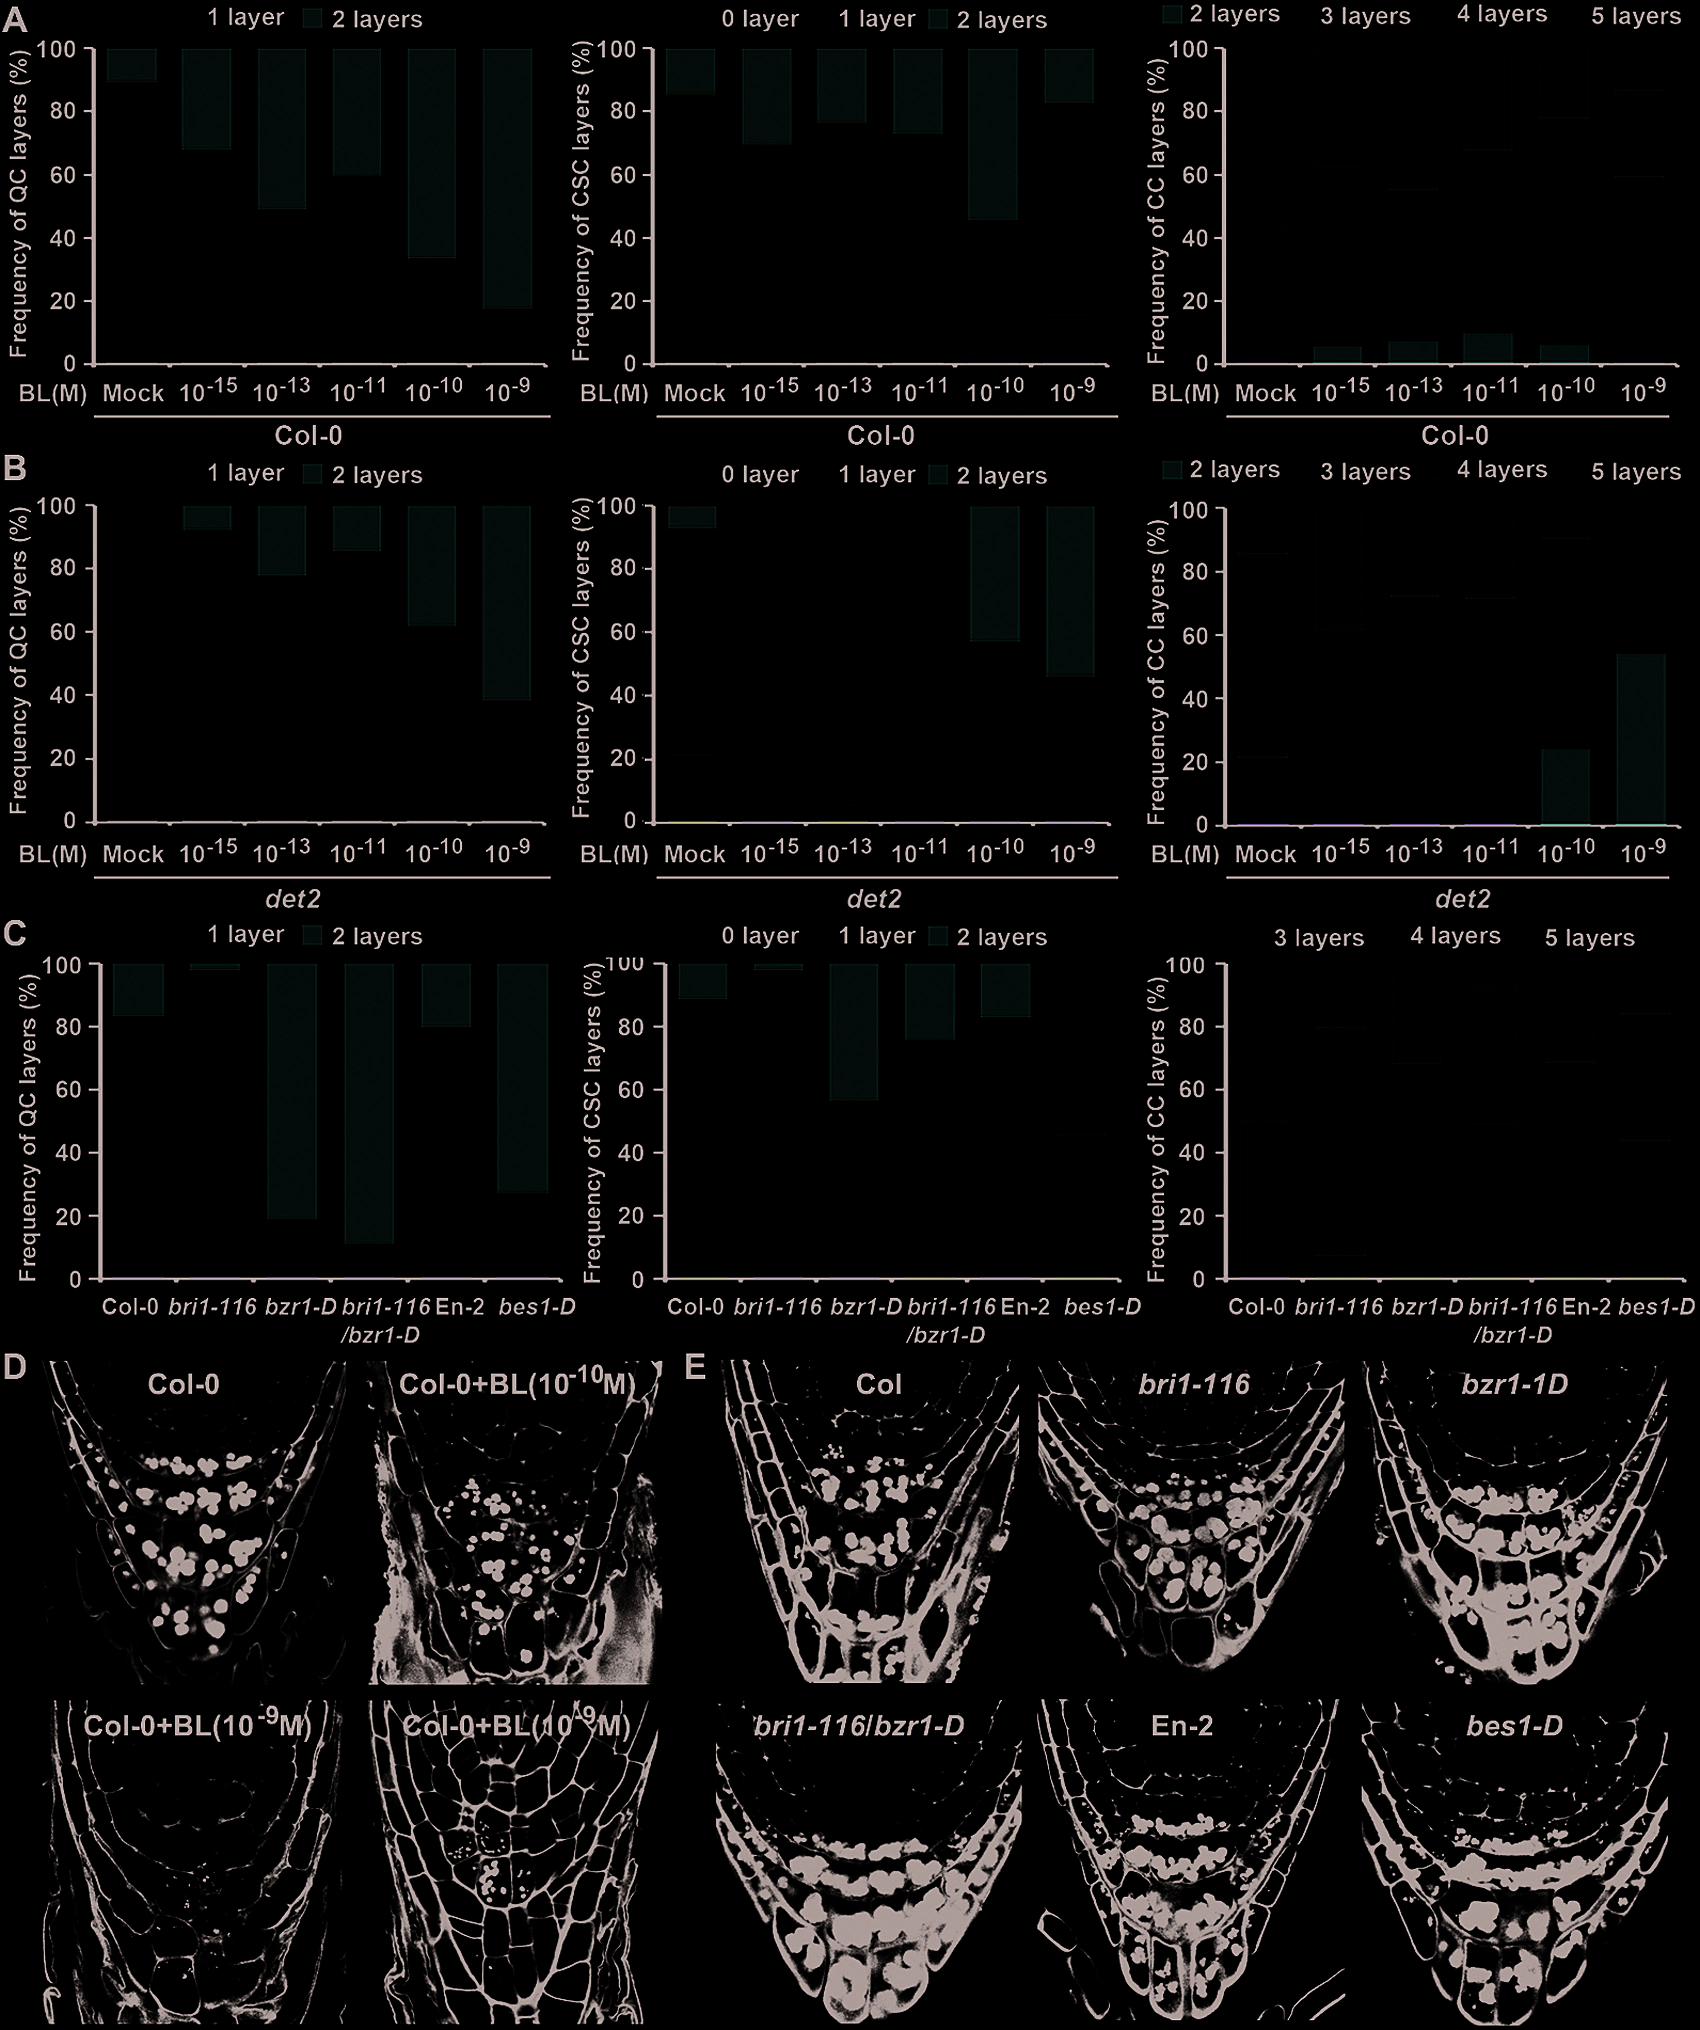 A
1 layer 2 layers
0 layer 1 layer 2 layers
2 layers 3 layers 4 layers 5 layers
Frequency of QC layers (%)
100
80
60
40
20
0
BL(M) Mock 10-15 10-13 10-11 10-10 10-9
Col-0
Frequency of CSC layers (%)
100
80
60
40
20
0
BL(M) Mock 10-15 10-13 10-11 10-10 10-9
Col-0
Frequency of CC layers (%)
100
80
60
40
20
0
BL(M) Mock 10-15 10-13 10-11 10-10 10-9
Col-0
B
1 layer 2 layers
0 layer 1 layer 2 layers
2 layers 3 layers 4 layers 5 layers
Frequency of QC layers (%)
100
80
60
40
20
0
BL(M) Mock 10-15 10-13 10-11 10-10 10-9
det2
Frequency of CSC layers (%)
100
80
60
40
20
0
BL(M) Mock 10-15 10-13 10-11 10-10 10-9
det2
Frequency of CC layers (%)
100
80
60
40
20
0
BL(M) Mock 10-15 10-13 10-11 10-10 10-9
det2
C
1 layer 2 layers
0 layer 1 layer 2 layers
3 layers 4 layers 5 layers
Frequency of QC layers (%)
100
80
60
40
20
0
Col-0 bri1-116 bzr1-D bri1-116 En-2 bes1-D
/bzr1-D
Frequency of CSC layers (%)
100
80
60
40
20
0
Col-0 bri1-116 bzr1-D bri1-116 En-2 bes1-D
/bzr1-D
Frequency of CC layers (%)
100
80
60
40
20
0
Col-0 bri1-116 bzr1-D bri1-116 En-2 bes1-D
/bzr1-D
D
Col-0 Col-0+BL(10-10M)
Col-0+BL(10-9M) Col-0+BL(10-9M)
E
Col bri1-116 bzr1-1D
bri1-116/bzr1-D En-2 bes1-D